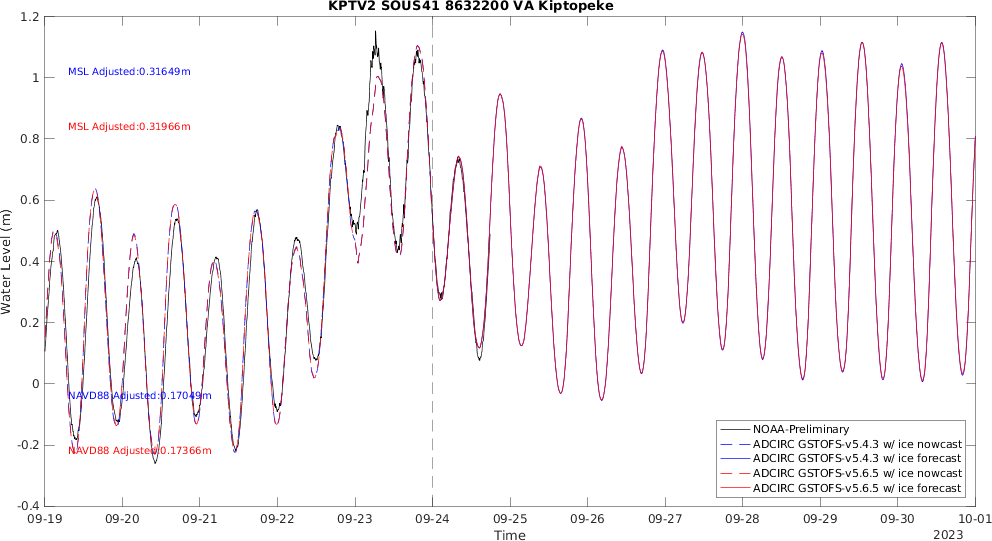 KPTV2 SOUS41 8632200 VA Kiptopeke
1.2
1
0.8
0.6
0.4
0.2
0
-0.2
-0.4
Water Level (m)
MSL Adjusted:0.31649m
MSL Adjusted:0.31966m
NAVD88 Adjusted:0.17049m
NAVD88 Adjusted:0.17366m
NOAA-Preliminary
ADCIRC GSTOFS-v5.4.3 w/ ice nowcast
ADCIRC GSTOFS-v5.4.3 w/ ice forecast
ADCIRC GSTOFS-v5.6.5 w/ ice nowcast
ADCIRC GSTOFS-v5.6.5 w/ ice forecast
09-19 09-20 09-21 09-22 09-23 09-24 09-25 09-26 09-27 09-28 09-29 09-30 10-01
Time
2023